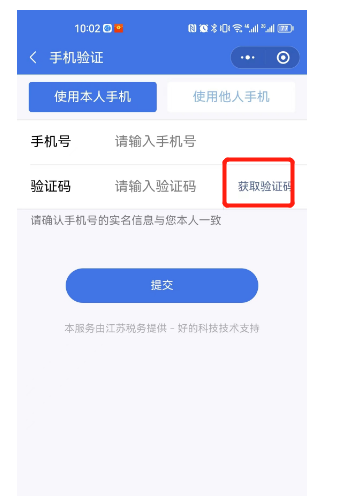 10:02
手机验证
使用本人手机 使用他人手机
手机号 请输入手机号
验证码 请输入验证码 获取验证码
请确认手机号的实名信息与您本人一致
提交
本服务由江苏税务提供 - 好的科技技术支持